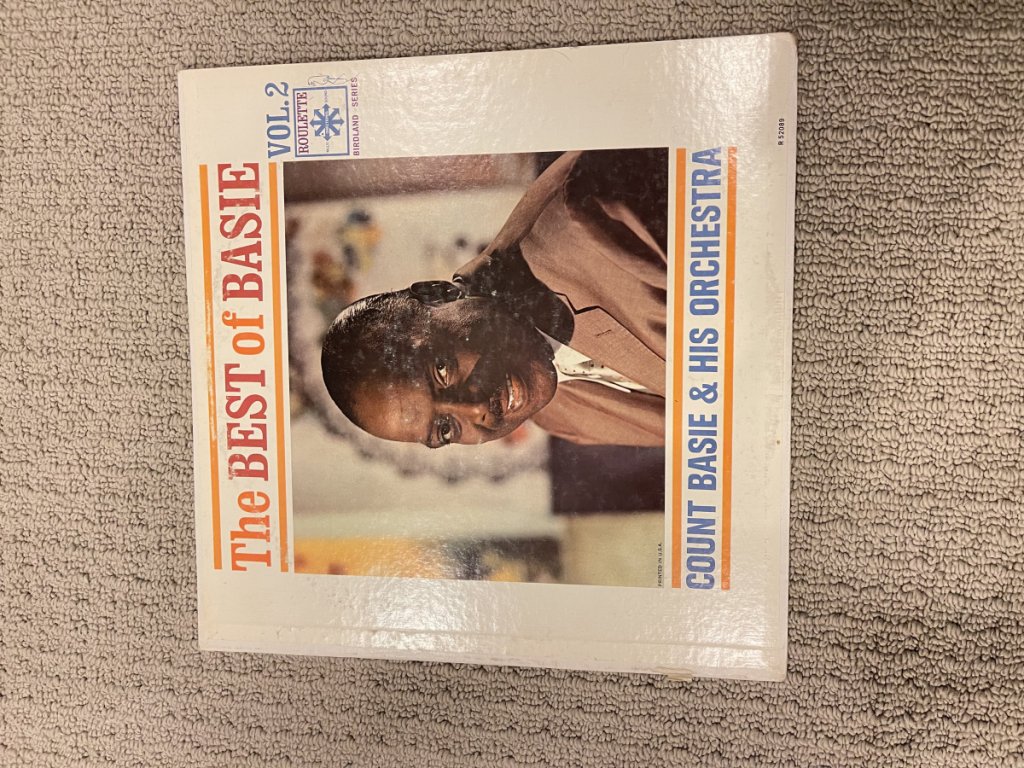 The BEST of BASIE
VOL.2
ROULETTE
BIRDLAND SERIES
PRINTED IN U.S.A.
COUNT BASIE & HIS ORCHESTRA
R 52089